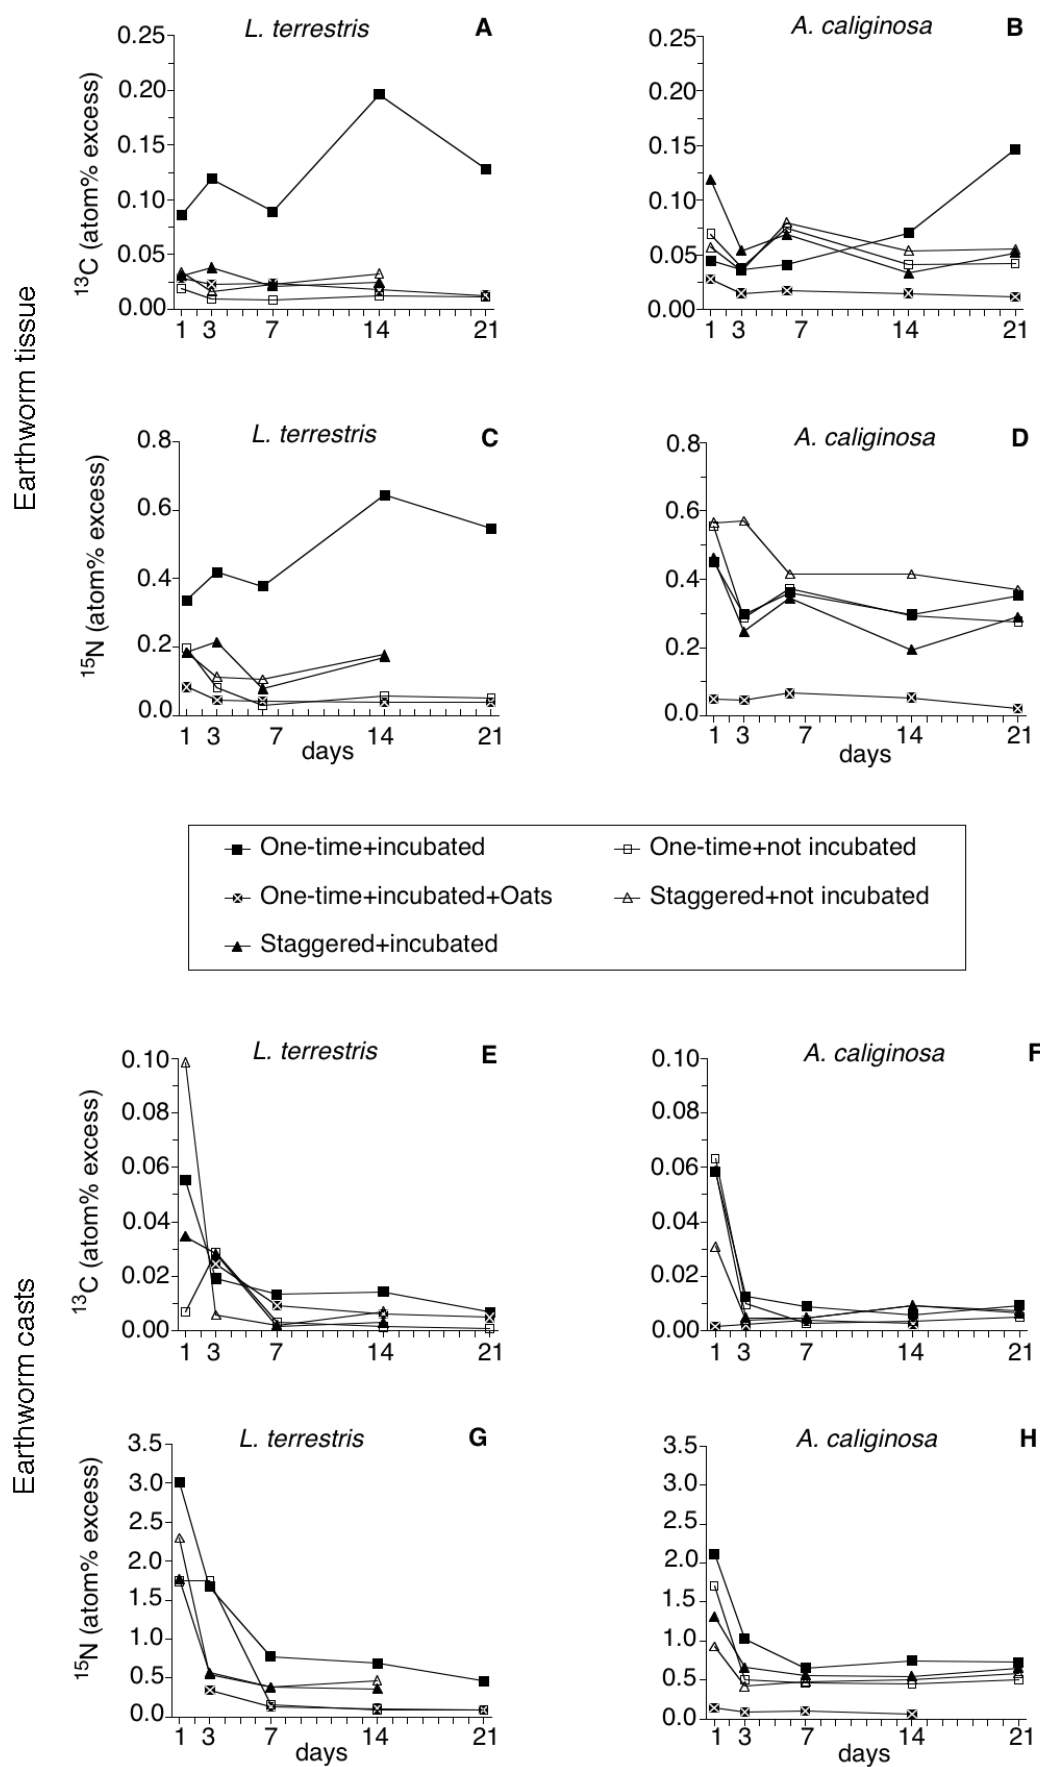 L. terrestris A
A. caliginosa B
0.25
0.20
0.15
0.10
0.05
0.00
13C (atom% excess)
1 3 7 14 21
0.25
0.20
0.15
0.10
0.05
0.00
1 3 7 14 21
Earthworm tissue
L. terrestris C
A. caliginosa D
0.8
0.6
0.4
0.2
0.0
15N (atom% excess)
1 3 7 14 21
days
0.8
0.6
0.4
0.2
0.0
1 3 7 14 21
days
One-time+incubated
One-time+not incubated
One-time+incubated+Oats
Staggered+not incubated
Staggered+incubated
L. terrestris E
A. caliginosa F
0.10
0.08
0.06
0.04
0.02
0.00
13C (atom% excess)
1 3 7 14 21
0.10
0.08
0.06
0.04
0.02
0.00
1 3 7 14 21
Earthworm casts
L. terrestris G
A. caliginosa H
3.5
3.0
2.5
2.0
1.5
1.0
0.5
0.0
15N (atom% excess)
1 3 7 14 21
days
3.5
3.0
2.5
2.0
1.5
1.0
0.5
0.0
1 3 7 14 21
days